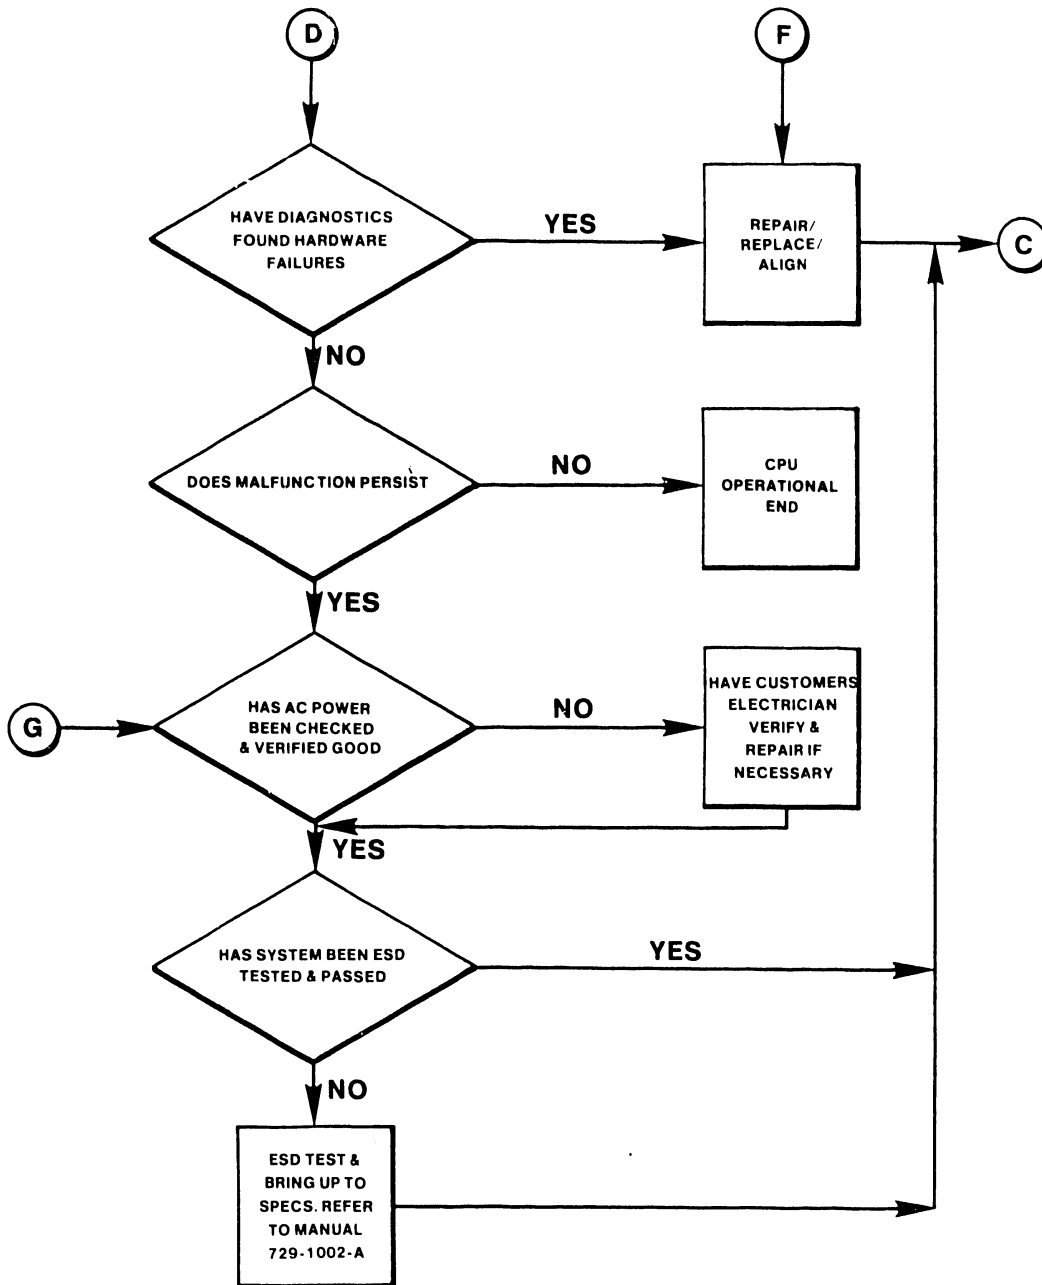 D
F
HAVE DIAGNOSTICS
FOUND HARDWARE
FAILURES
YES
REPAIR/
REPLACE/
ALIGN
C
NO
DOES MALFUNCTION PERSIST
NO
CPU
OPERATIONAL
END
YES
G
HAS AC POWER
BEEN CHECKED
& VERIFIED GOOD
NO
HAVE CUSTOMERS
ELECTRICIAN
VERIFY &
REPAIR IF
NECESSARY
YES
HAS SYSTEM BEEN ESD
TESTED & PASSED
YES
NO
ESD TEST &
BRING UP TO
SPECS. REFER
TO MANUAL
729-1002-A